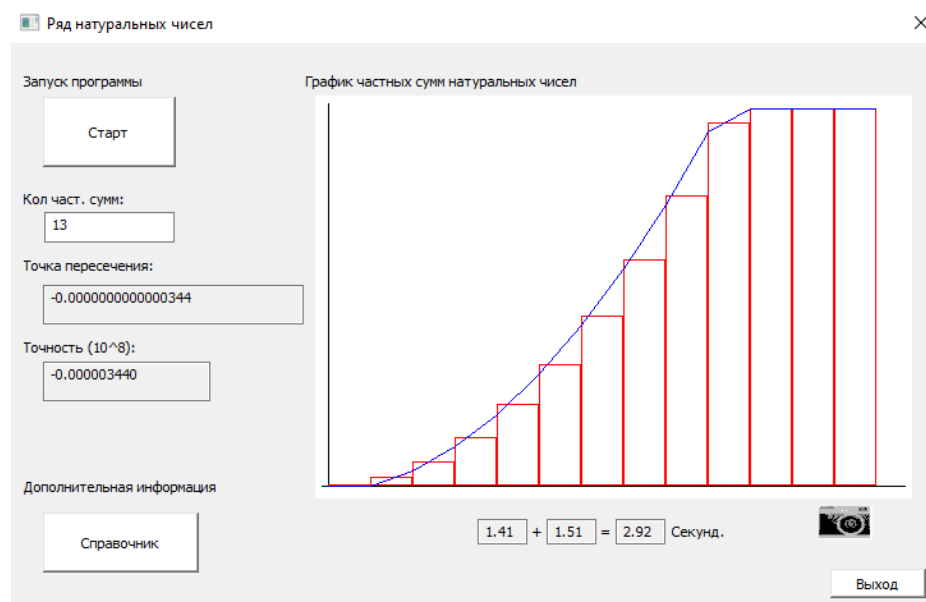 Ряд натуральных чисел
Запуск программы
График частных сумм натуральных чисел
Старт
Кол част. сумм:
13
Точка пересечения:
-0.0000000000000344
Точность (10^8):
-0.000003440
Дополнительная информация
Справочник
1.41 + 1.51 = 2.92 Секунд.
Выход